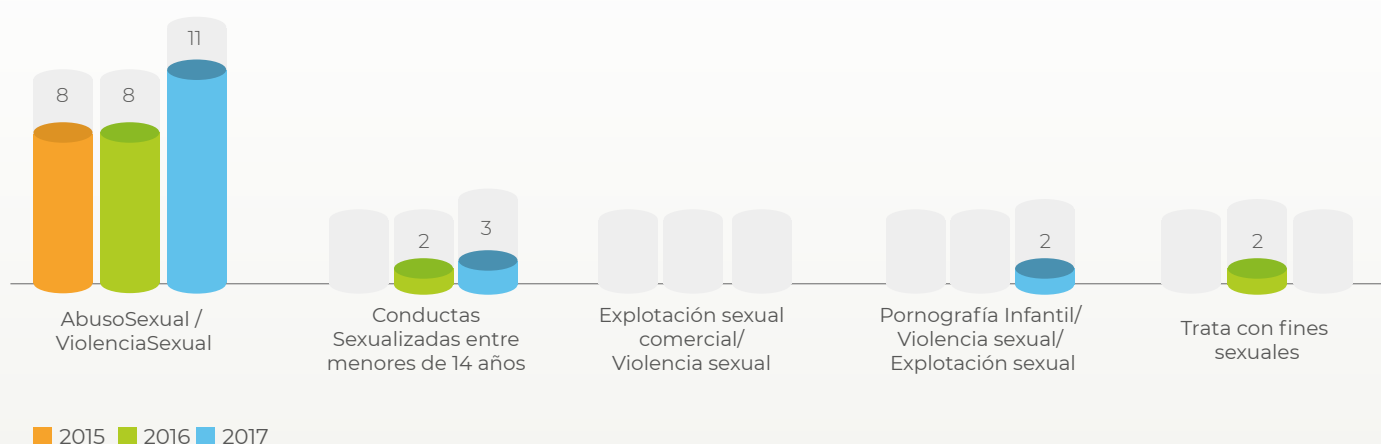 8
8
11
2
3
2
2
AbusoSexual /
ViolenciaSexual
Conductas
Sexualizadas entre
menores de 14 años
Explotación sexual
comercial/
Violencia sexual
Pornografía Infantil/
Violencia sexual/
Explotación sexual
Trata con fines
sexuales
2015 2016 2017